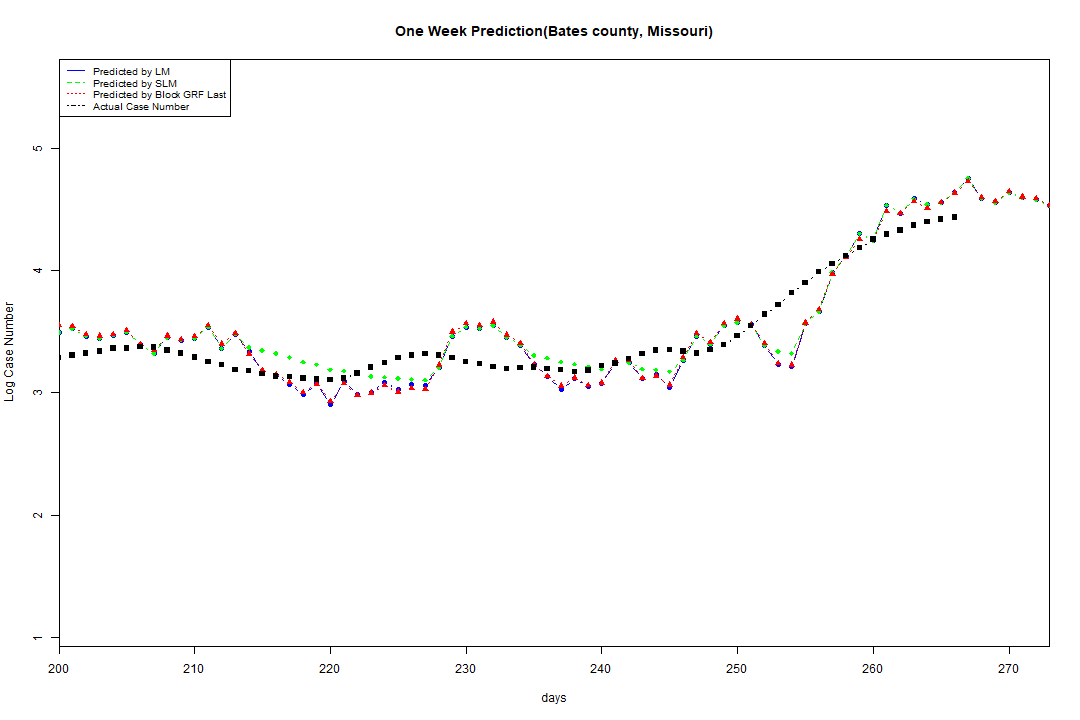 One Week Prediction(Bates county, Missouri)
Predicted by LM
Predicted by SLM
Predicted by Block GRF Last
Actual Case Number
5
4
3
2
1
Log Case Number
200 210 220 230 240 250 260 270
days